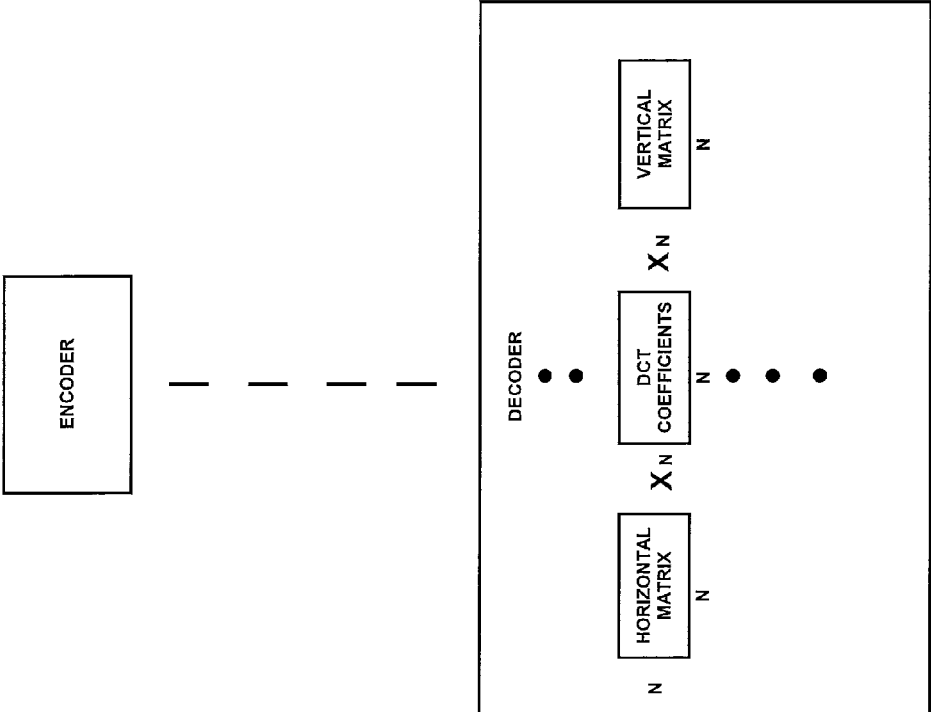 ENCODER
DECODER
N
HORIZONTAL
MATRIX
N
X N
DCT
COEFFICIENTS
N
X N
VERTICAL
MATRIX
N